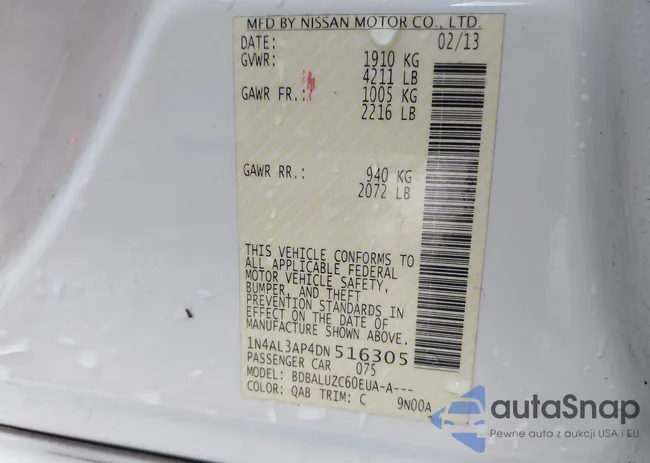 MFD BY NISSAN MOTOR CO., LTD.
DATE: 02/13
GVWR: 1910 KG
4211 LB
GAWR FR.: 1005 KG
2216 LB
GAWR RR.: 940 KG
2072 LB
THIS VEHICLE CONFORMS TO
ALL APPLICABLE FEDERAL
MOTOR VEHICLE SAFETY,
BUMPER, AND THEFT
PREVENTION STANDARDS IN
EFFECT ON THE DATE OF
MANUFACTURE SHOWN ABOVE.
1N4AL3AP4DN516305
PASSENGER CAR 075
MODEL: BDBALUZC60EUA-A---
COLOR: QAB TRIM: C 9N00A
autoSnap
Pewne auta z aukcji USA i EU